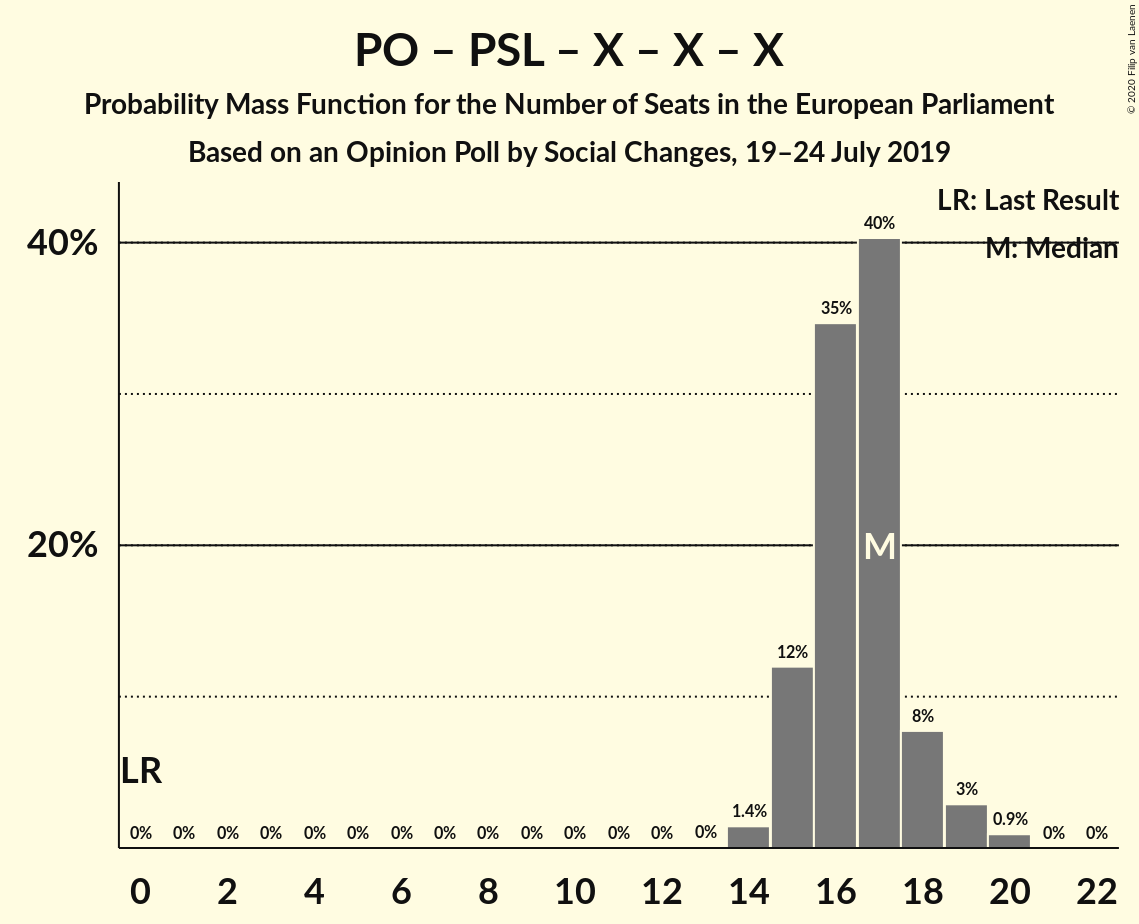 PO – PSL – X – X – X
Probability Mass Function for the Number of Seats in the European Parliament
Based on an Opinion Poll by Social Changes, 19–24 July 2019
© 2020 Filip van Laenen
LR: Last Result
M: Median
40%
20%
40%
35%
M
12%
8%
LR
3%
1.4%
0.9%
0% 0% 0% 0% 0% 0% 0% 0% 0% 0% 0% 0% 0% 0% 0% 0%
0 2 4 6 8 10 12 14 16 18 20 22